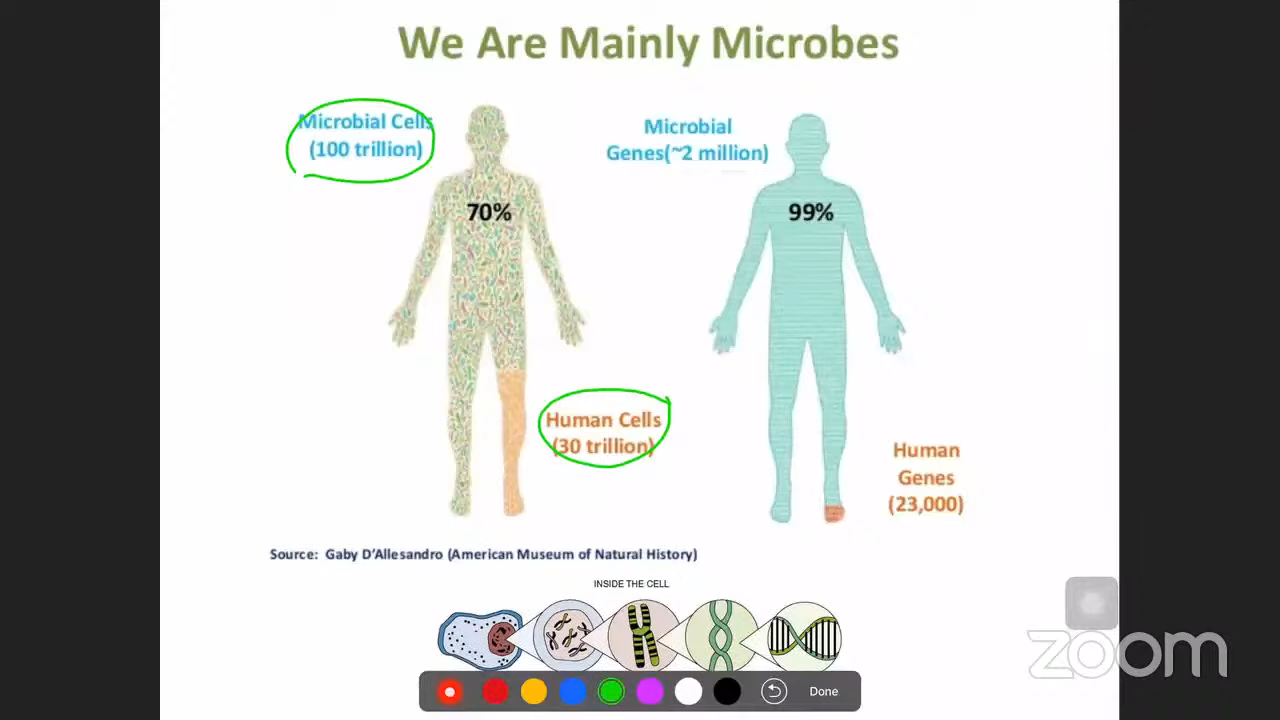 We Are Mainly Microbes
Microbial Cells
(100 trillion)
70%
Microbial
Genes(~2 million)
99%
Human Cells
(30 trillion)
Human
Genes
(23,000)
Source: Gaby D'Allesandro (American Museum of Natural History)
INSIDE THE CELL
zoom
Done